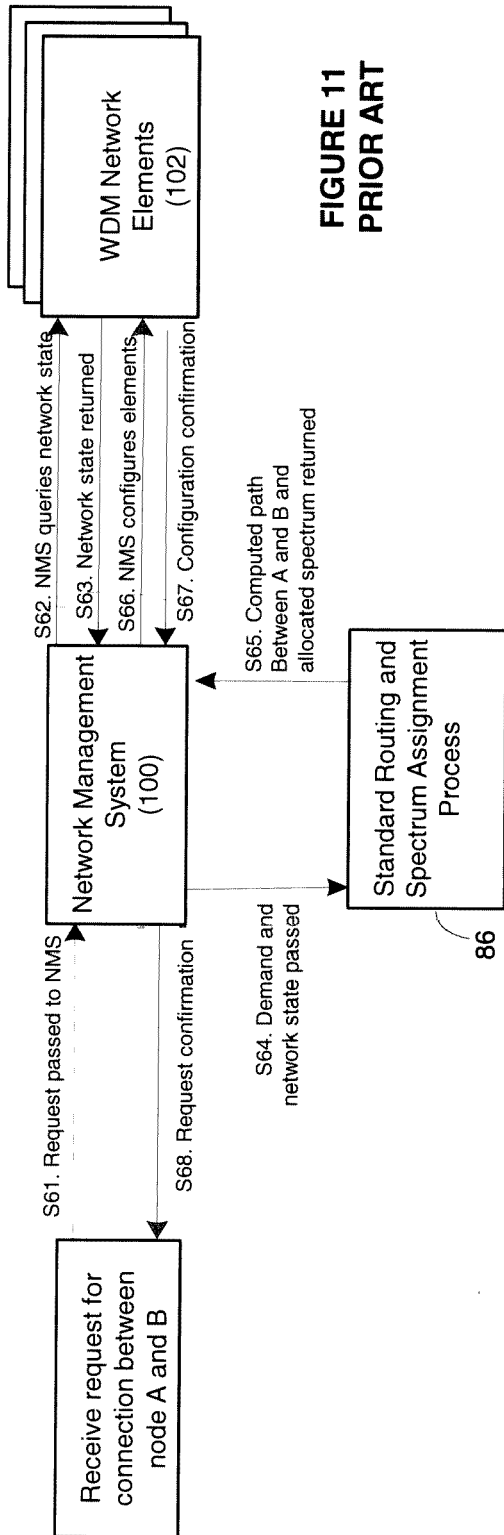 Receive request for
connection between
node A and B
S61. Request passed to NMS
S68. Request confirmation
Network Management
System
(100)
S62. NMS queries network state
S63. Network state returned
S66. NMS configures elements
S67. Configuration confirmation
WDM Network
Elements
(102)
S64. Demand and
network state passed
S65. Computed path
Between A and B and
allocated spectrum returned
Standard Routing and
Spectrum Assignment
Process
86
FIGURE 11
PRIOR ART